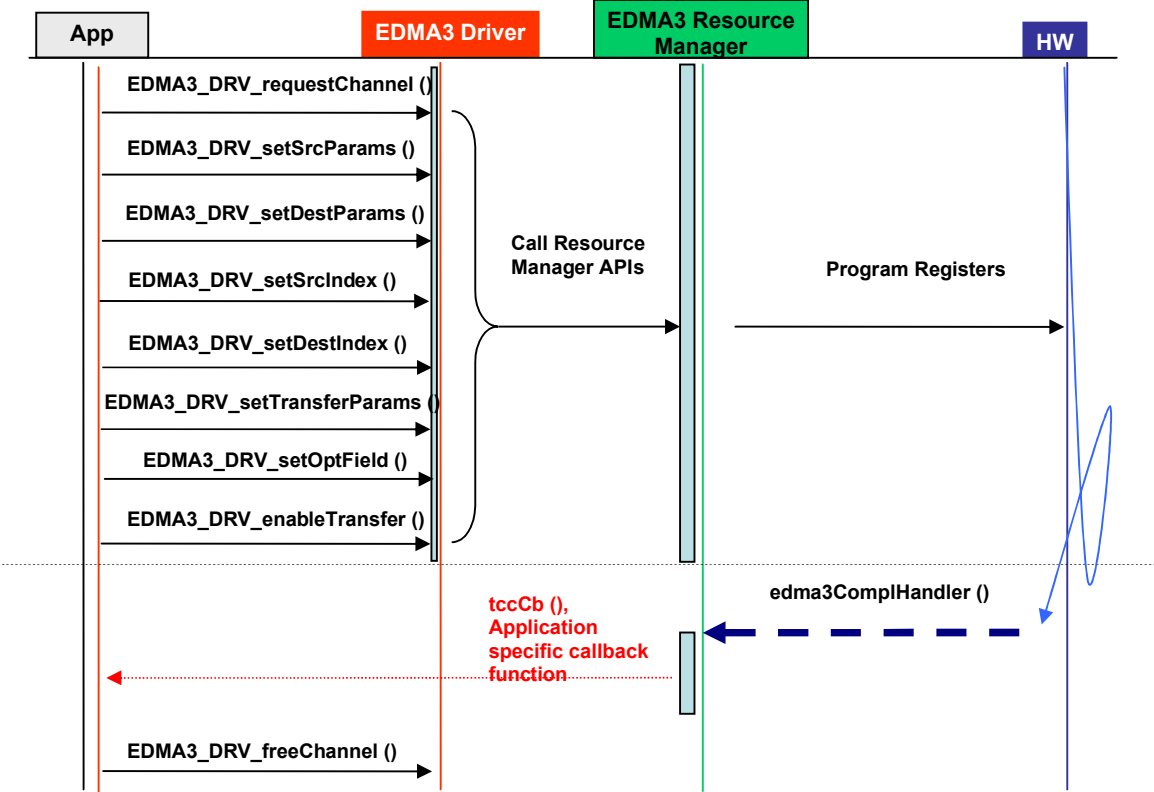 App
EDMA3 Driver
EDMA3 Resource
Manager
HW
EDMA3_DRV_requestChannel ()
EDMA3_DRV_setSrcParams ()
EDMA3_DRV_setDestParams ()
EDMA3_DRV_setSrcIndex ()
EDMA3_DRV_setDestIndex ()
EDMA3_DRV_setTransferParams ()
EDMA3_DRV_setOptField ()
EDMA3_DRV_enableTransfer ()
Call Resource
Manager APIs
Program Registers
edma3ComplHandler ()
tccCb (),
Application
specific callback
function
EDMA3_DRV_freeChannel ()